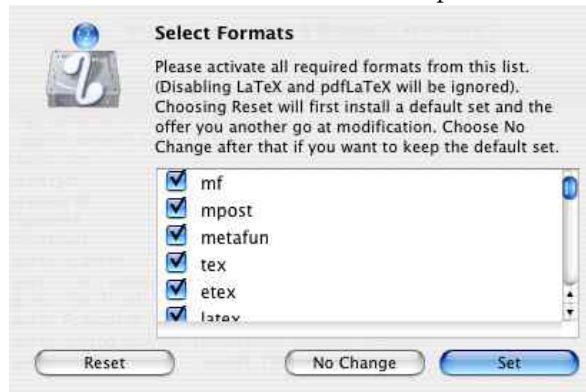 Select Formats
Please activate all required formats from this list.
(Disabling LaTeX and pdfLaTeX will be ignored).
Choosing Reset will first install a default set and the
offer you another go at modification. Choose No
Change after that if you want to keep the default set.
mf
mpost
metafun
tex
etex
latex
Reset No Change Set